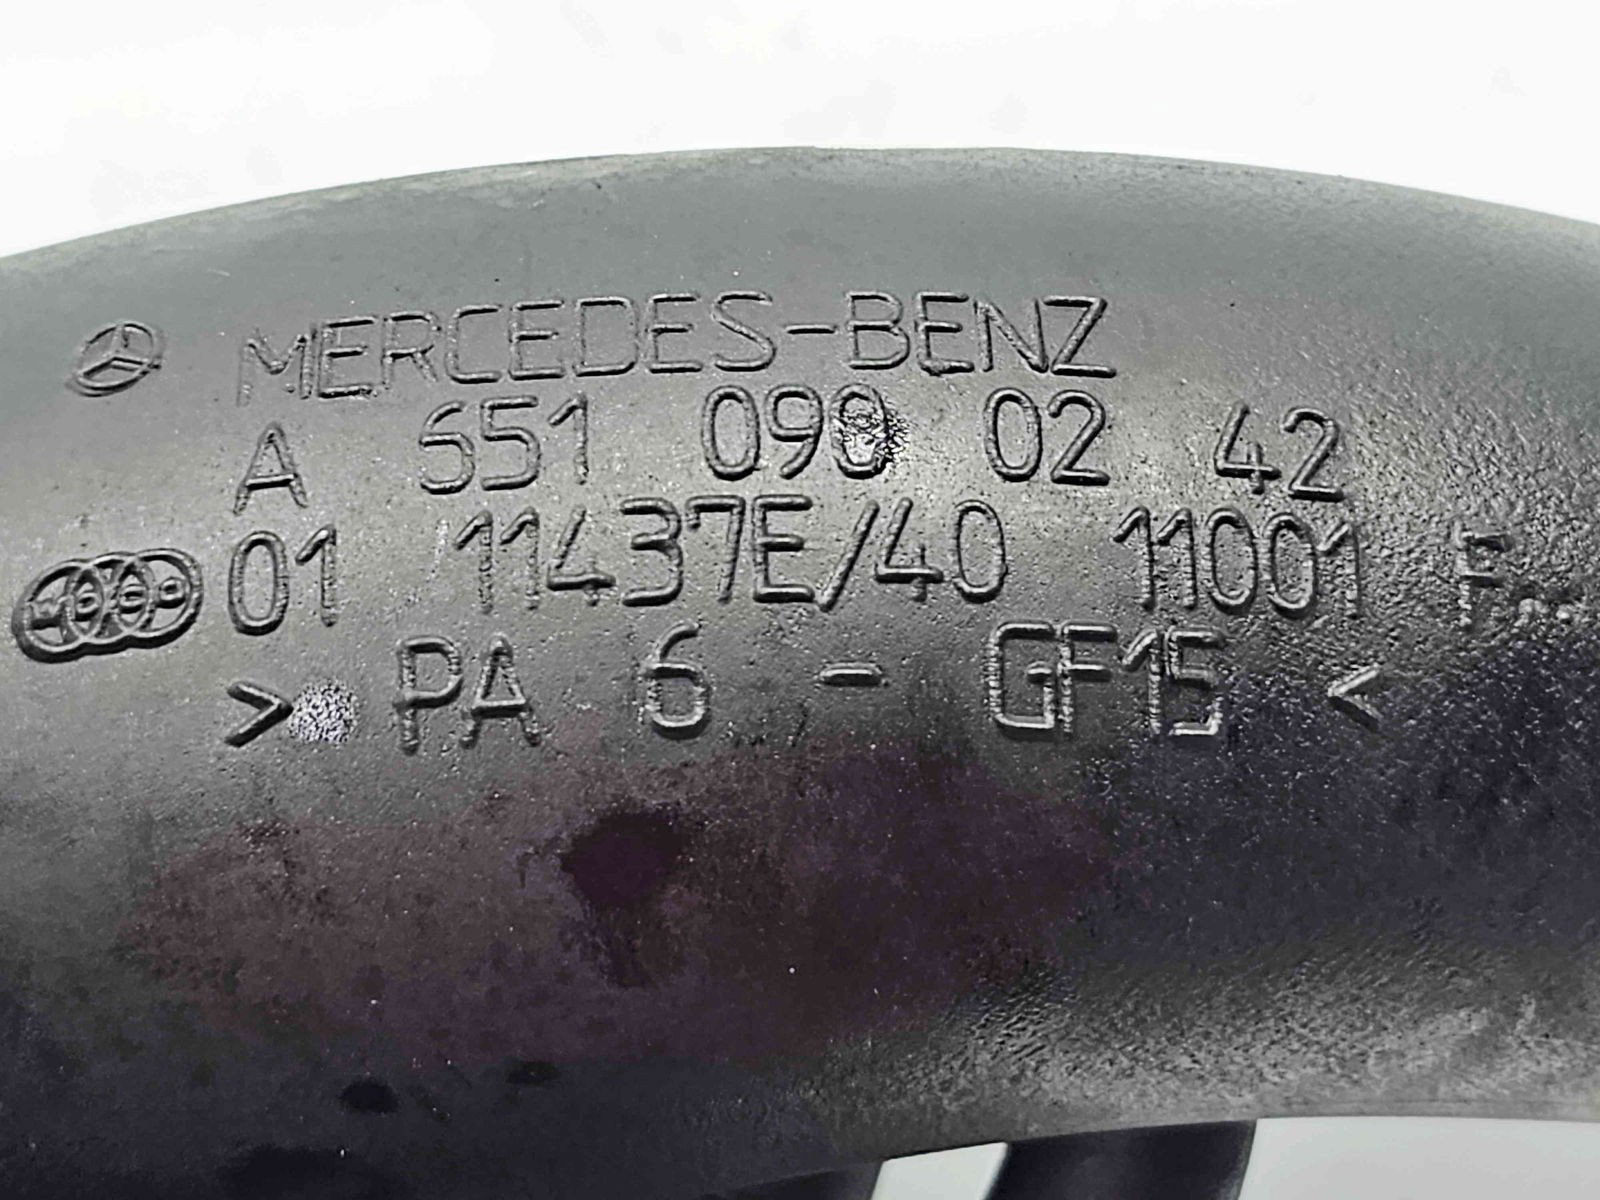 MERCEDES-BENZ
A 651 090 02 42
01 11437E/40 11001 F
> PA 6 - GF15 <